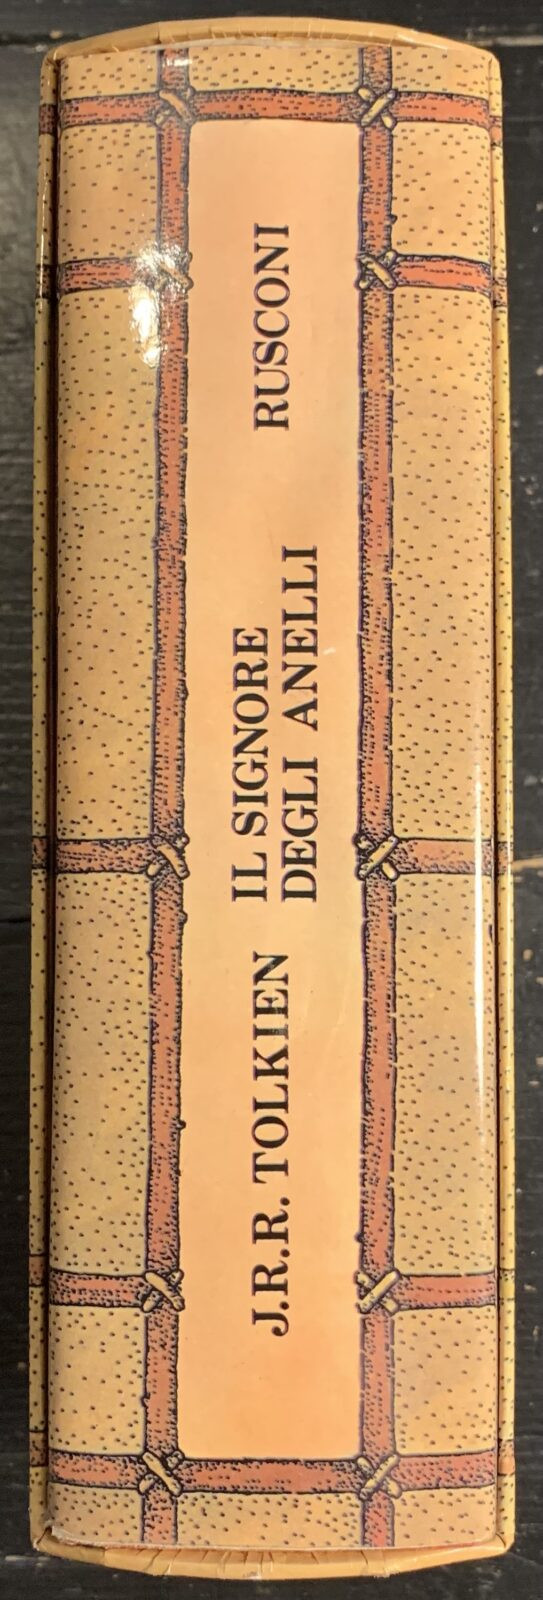 J.R.R. TOLKIEN
IL SIGNORE
DEGLI ANELLI
RUSCONI